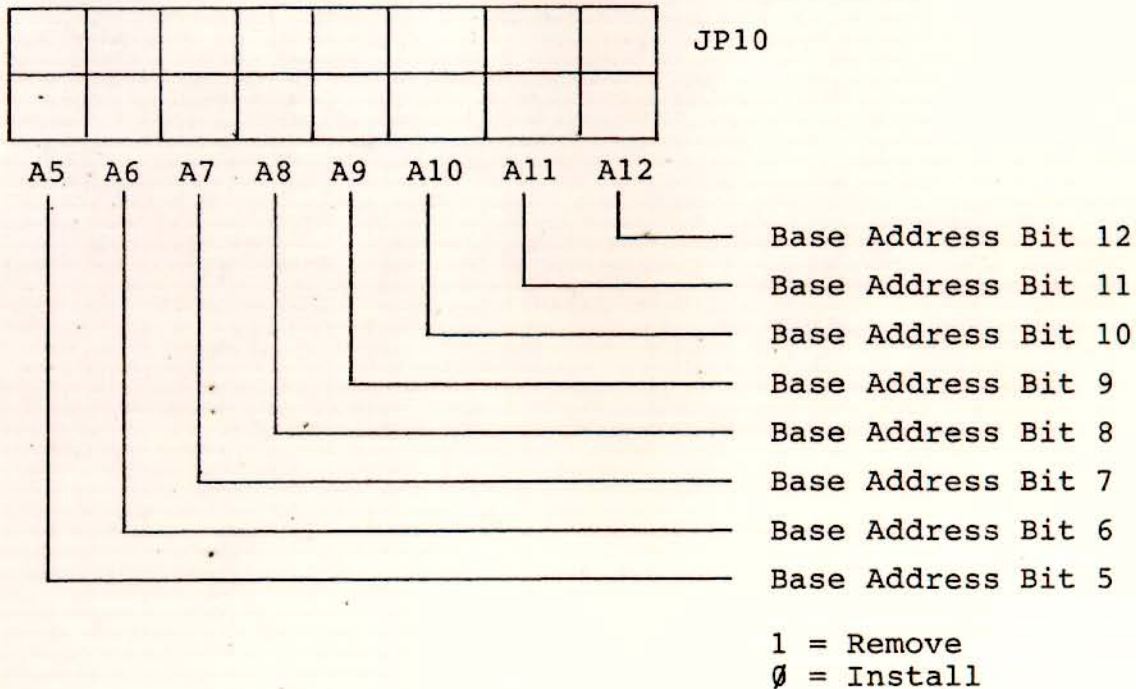 JP10
A5 A6 A7 A8 A9 A10 A11 A12
Base Address Bit 12
Base Address Bit 11
Base Address Bit 10
Base Address Bit 9
Base Address Bit 8
Base Address Bit 7
Base Address Bit 6
Base Address Bit 5
1 = Remove
Ø = Install